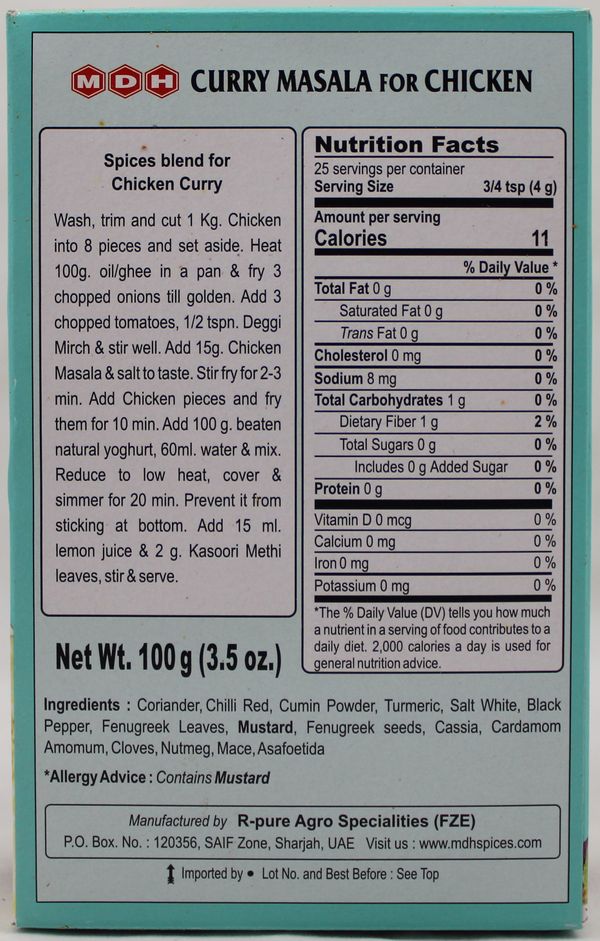 MDH CURRY MASALA FOR CHICKEN
Spices blend for
Chicken Curry
Wash, trim and cut 1 Kg. Chicken
into 8 pieces and set aside. Heat
100g. oil/ghee in a pan & fry 3
chopped onions till golden. Add 3
chopped tomatoes, 1/2 tspn. Deggi
Mirch & stir well. Add 15g. Chicken
Masala & salt to taste. Stir fry for 2-3
min. Add Chicken pieces and fry
them for 10 min. Add 100 g. beaten
natural yoghurt, 60ml. water & mix.
Reduce to low heat, cover &
simmer for 20 min. Prevent it from
sticking at bottom. Add 15 ml.
lemon juice & 2 g. Kasoori Methi
leaves, stir & serve.
Net Wt. 100 g (3.5 oz.)
Nutrition Facts
25 servings per container
Serving Size 3/4 tsp (4 g)
Amount per serving
Calories 11
% Daily Value *
Total Fat 0 g 0 %
Saturated Fat 0 g 0 %
Trans Fat 0 g 0 %
Cholesterol 0 mg 0 %
Sodium 8 mg 0 %
Total Carbohydrates 1 g 0 %
Dietary Fiber 1 g 2 %
Total Sugars 0 g 0 %
Includes 0 g Added Sugar 0 %
Protein 0 g 0 %
Vitamin D 0 mcg 0 %
Calcium 0 mg 0 %
Iron 0 mg 0 %
Potassium 0 mg 0 %
*The % Daily Value (DV) tells you how much
a nutrient in a serving of food contributes to a
daily diet. 2,000 calories a day is used for
general nutrition advice.
Ingredients : Coriander, Chilli Red, Cumin Powder, Turmeric, Salt White, Black
Pepper, Fenugreek Leaves, Mustard, Fenugreek seeds, Cassia, Cardamom
Amomum, Cloves, Nutmeg, Mace, Asafoetida
*Allergy Advice : Contains Mustard
Manufactured by R-pure Agro Specialities (FZE)
P.O. Box. No. : 120356, SAIF Zone, Sharjah, UAE Visit us : www.mdhspices.com
Imported by • Lot No. and Best Before : See Top